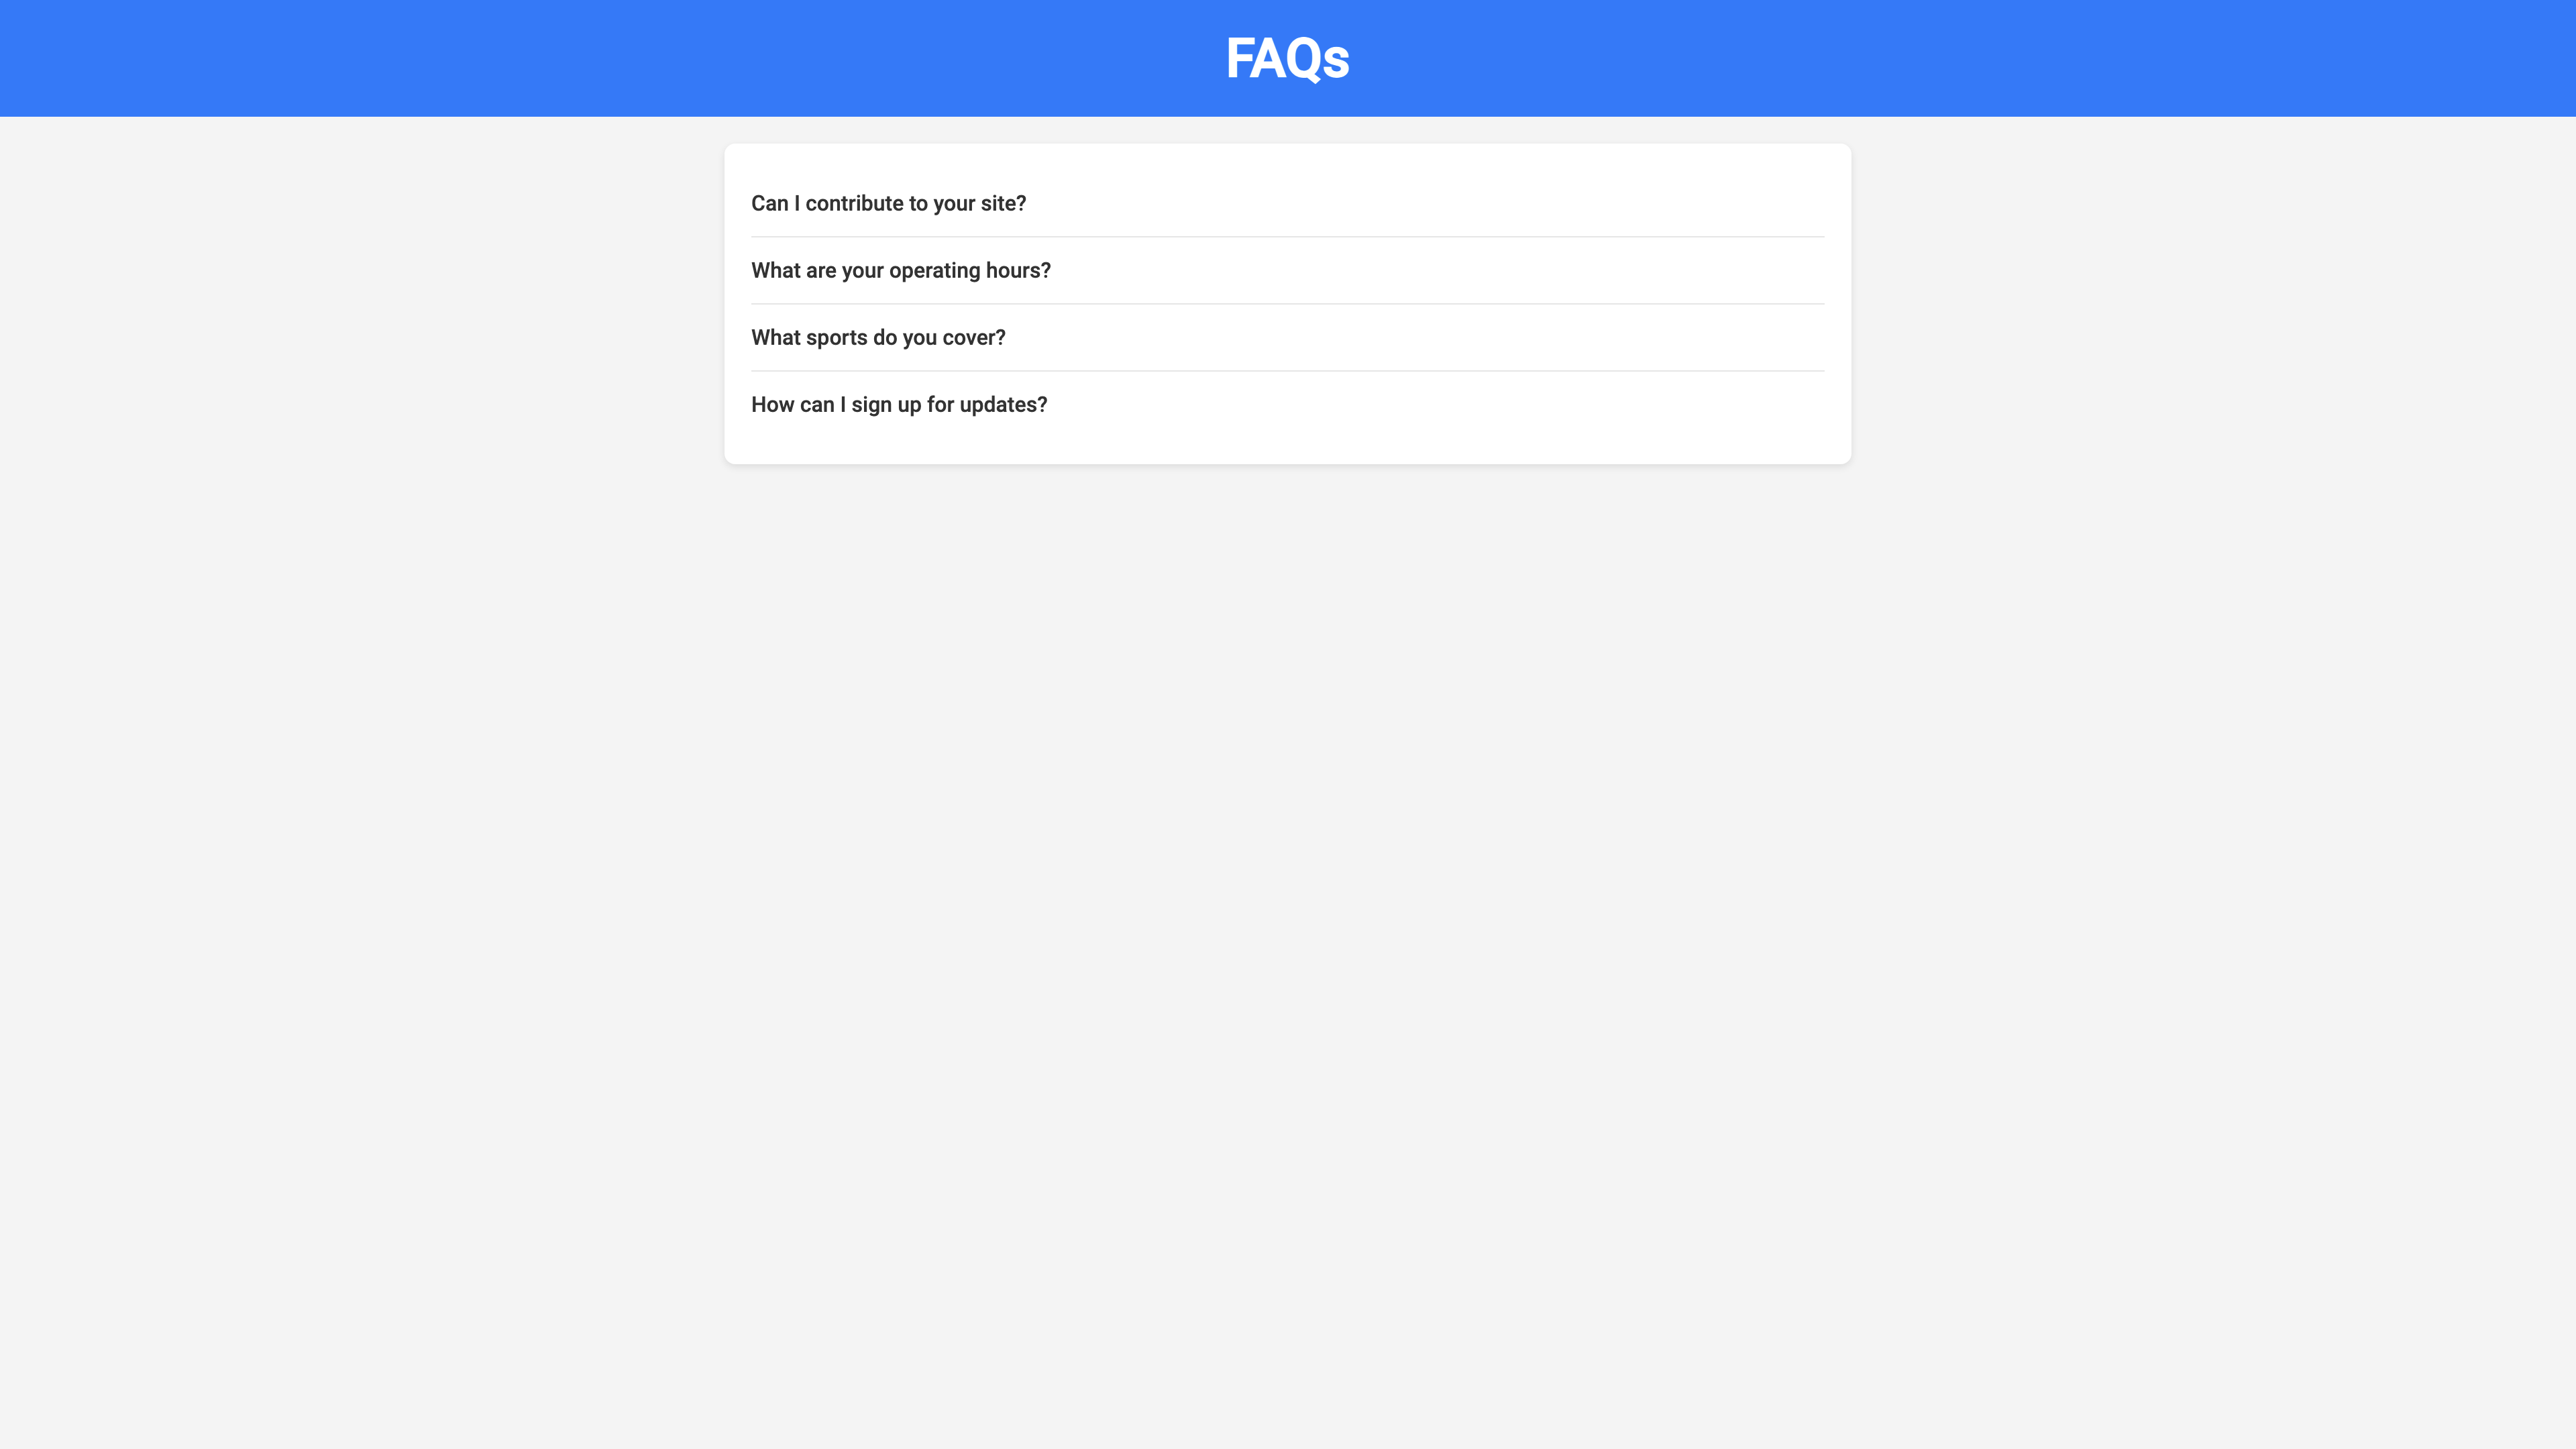 FAQs
Can I contribute to your site?
What are your operating hours?
What sports do you cover?
How can I sign up for updates?